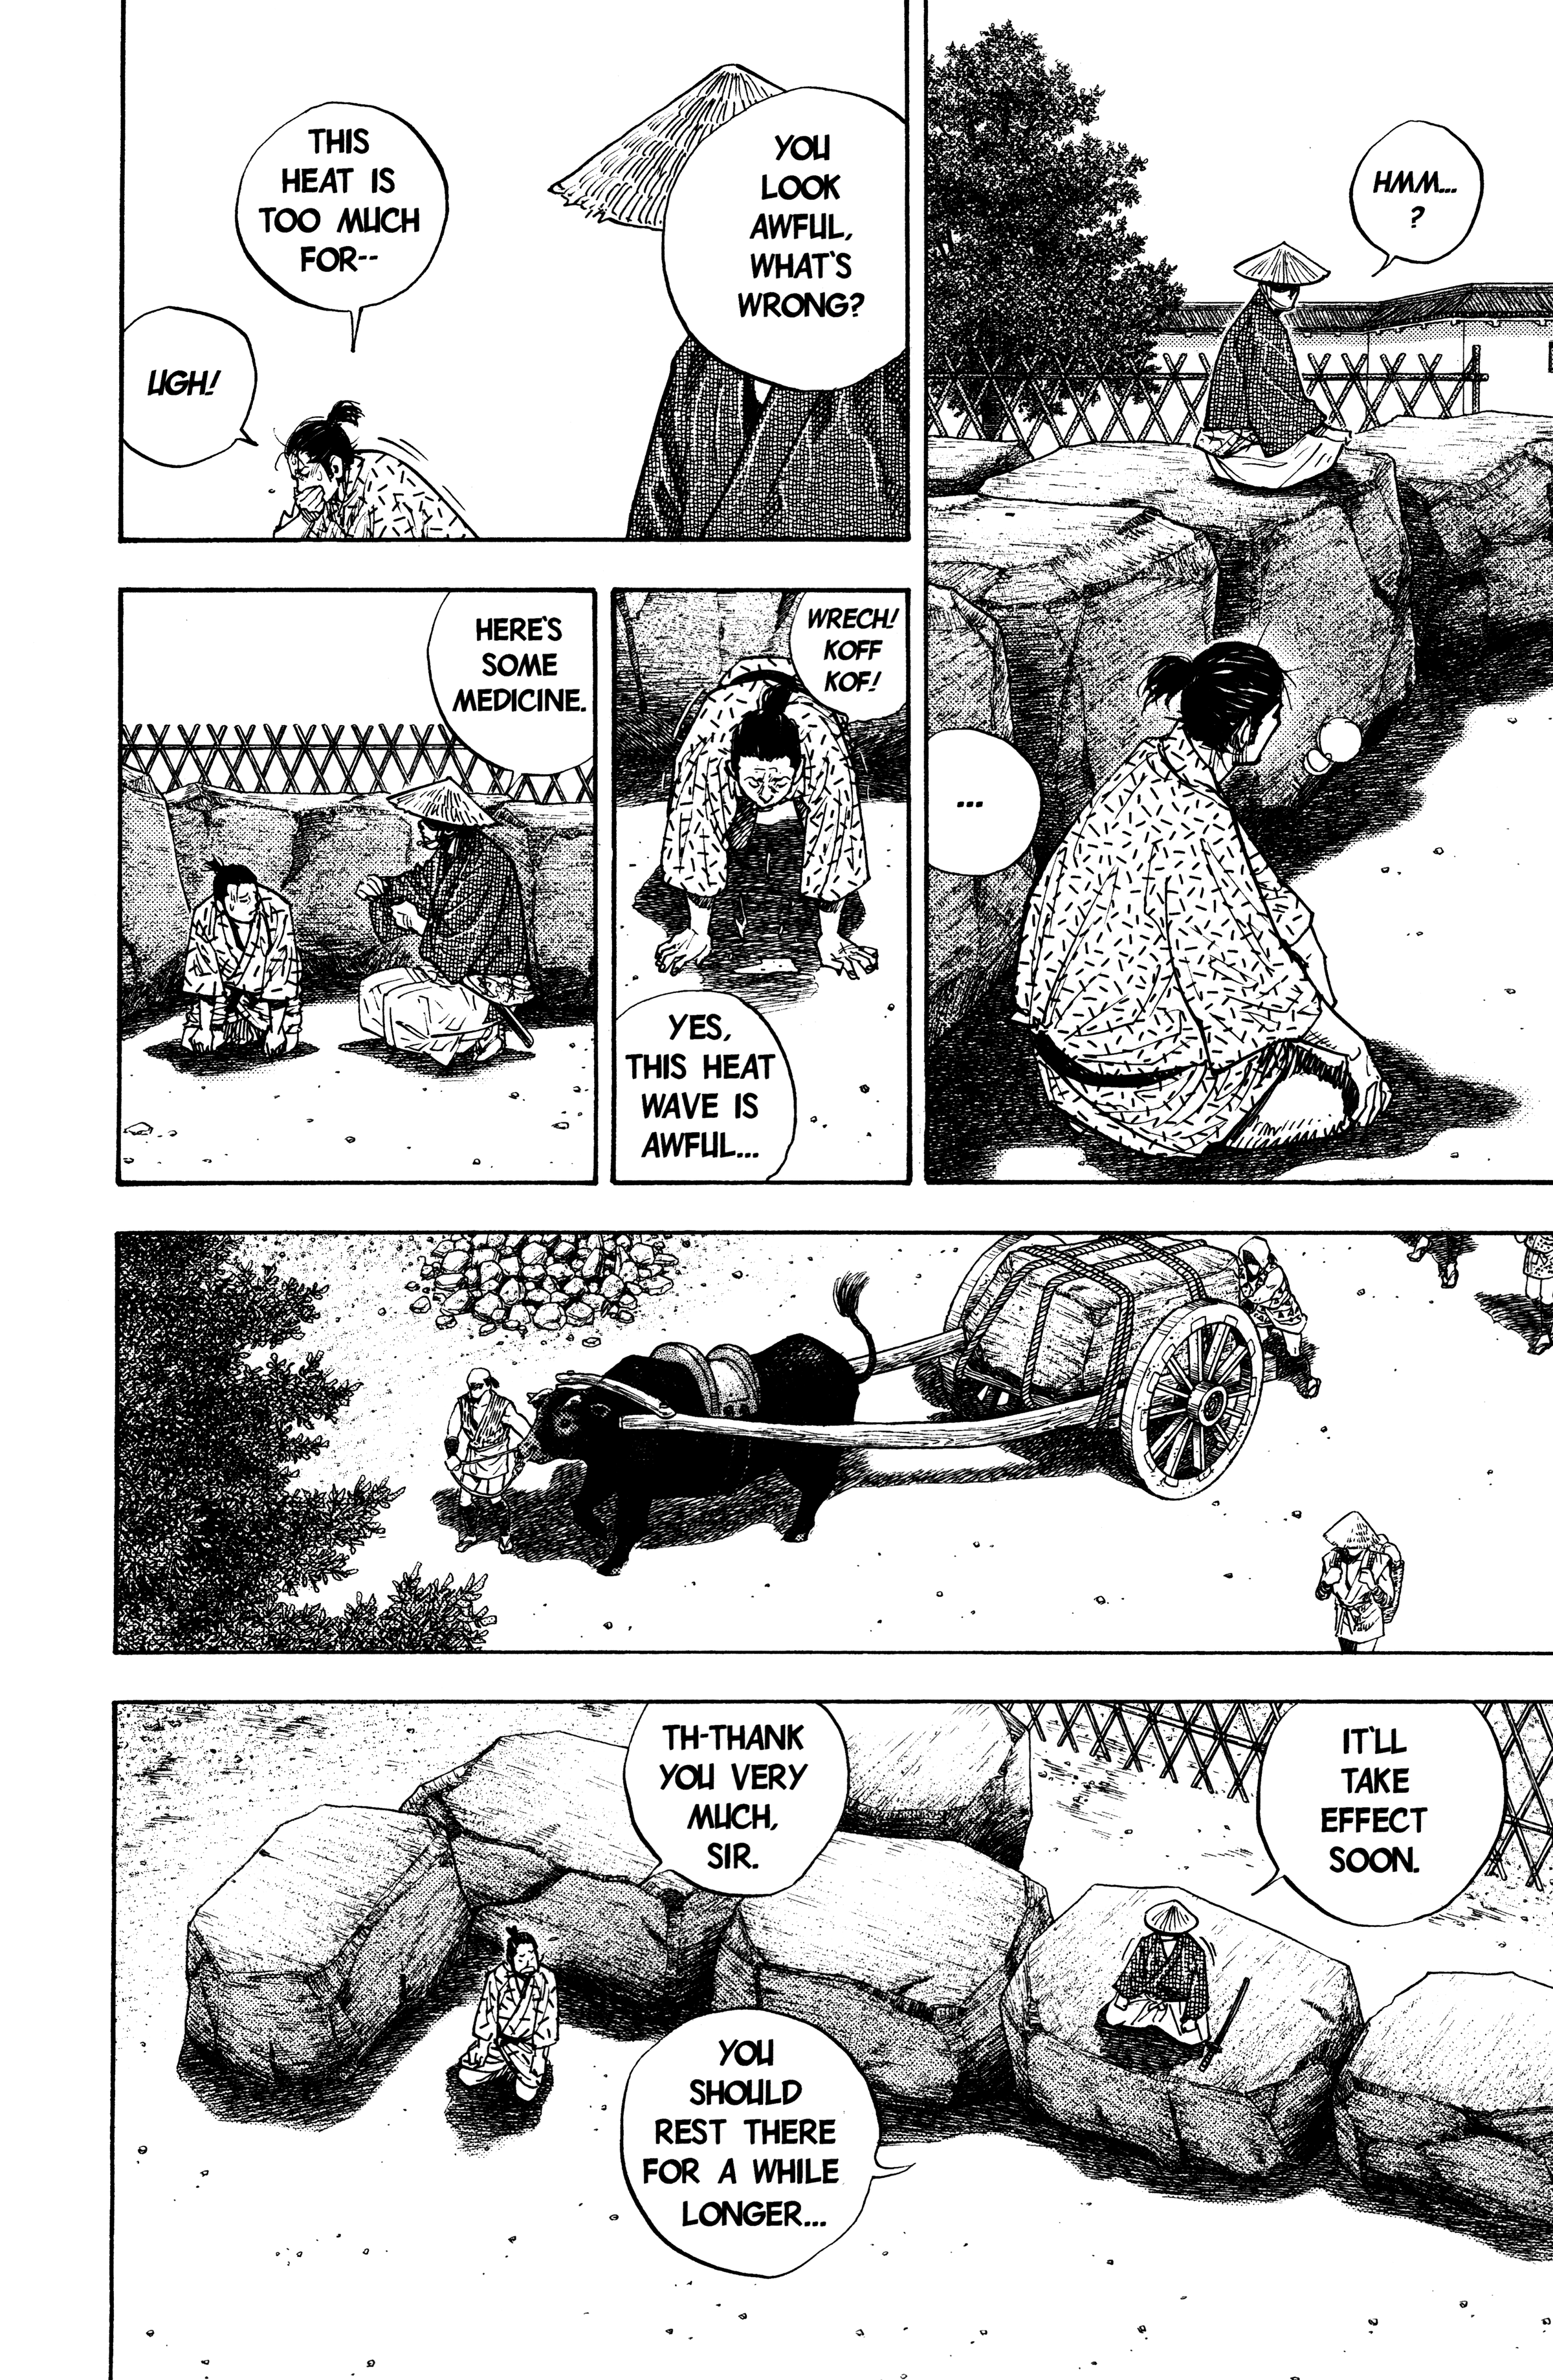 HMM...
?
...
YOU
LOOK
AWFUL,
WHAT'S
WRONG?
THIS
HEAT IS
TOO MUCH
FOR--
UGH!
WRECH!
KOFF
KOF!
YES,
THIS HEAT
WAVE IS
AWFUL...
HERE'S
SOME
MEDICINE.
IT'LL
TAKE
EFFECT
SOON.
TH-THANK
YOU VERY
MUCH,
SIR.
YOU
SHOULD
REST THERE
FOR A WHILE
LONGER...